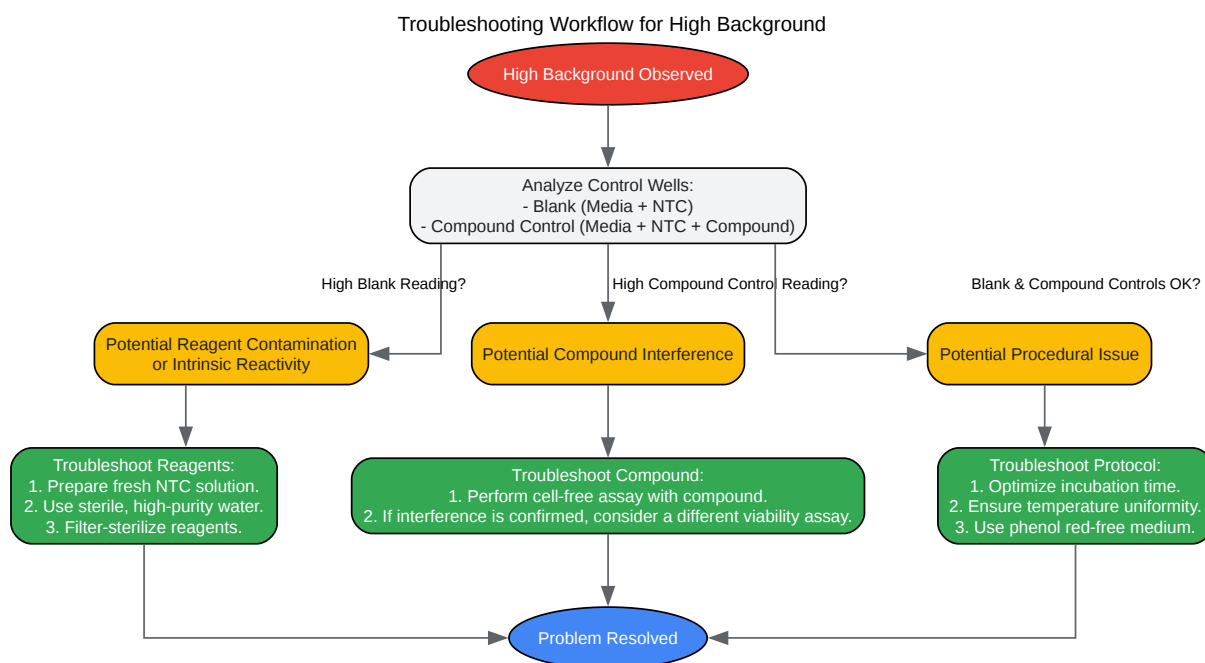 Troubleshooting Workflow for High Background
High Background Observed
Analyze Control Wells:
- Blank (Media + NTC)
- Compound Control (Media + NTC + Compound)
High Blank Reading?
High Compound Control Reading?
Blank & Compound Controls OK?
Potential Reagent Contamination
or Intrinsic Reactivity
Potential Compound Interference
Potential Procedural Issue
Troubleshoot Reagents:
1. Prepare fresh NTC solution.
2. Use sterile, high-purity water.
3. Filter-sterilize reagents.
Troubleshoot Compound:
1. Perform cell-free assay with compound.
2. If interference is confirmed, consider a different viability assay.
Troubleshoot Protocol:
1. Optimize incubation time.
2. Ensure temperature uniformity.
3. Use phenol red-free medium.
Problem Resolved